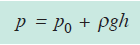 p = p₀ + ρgh